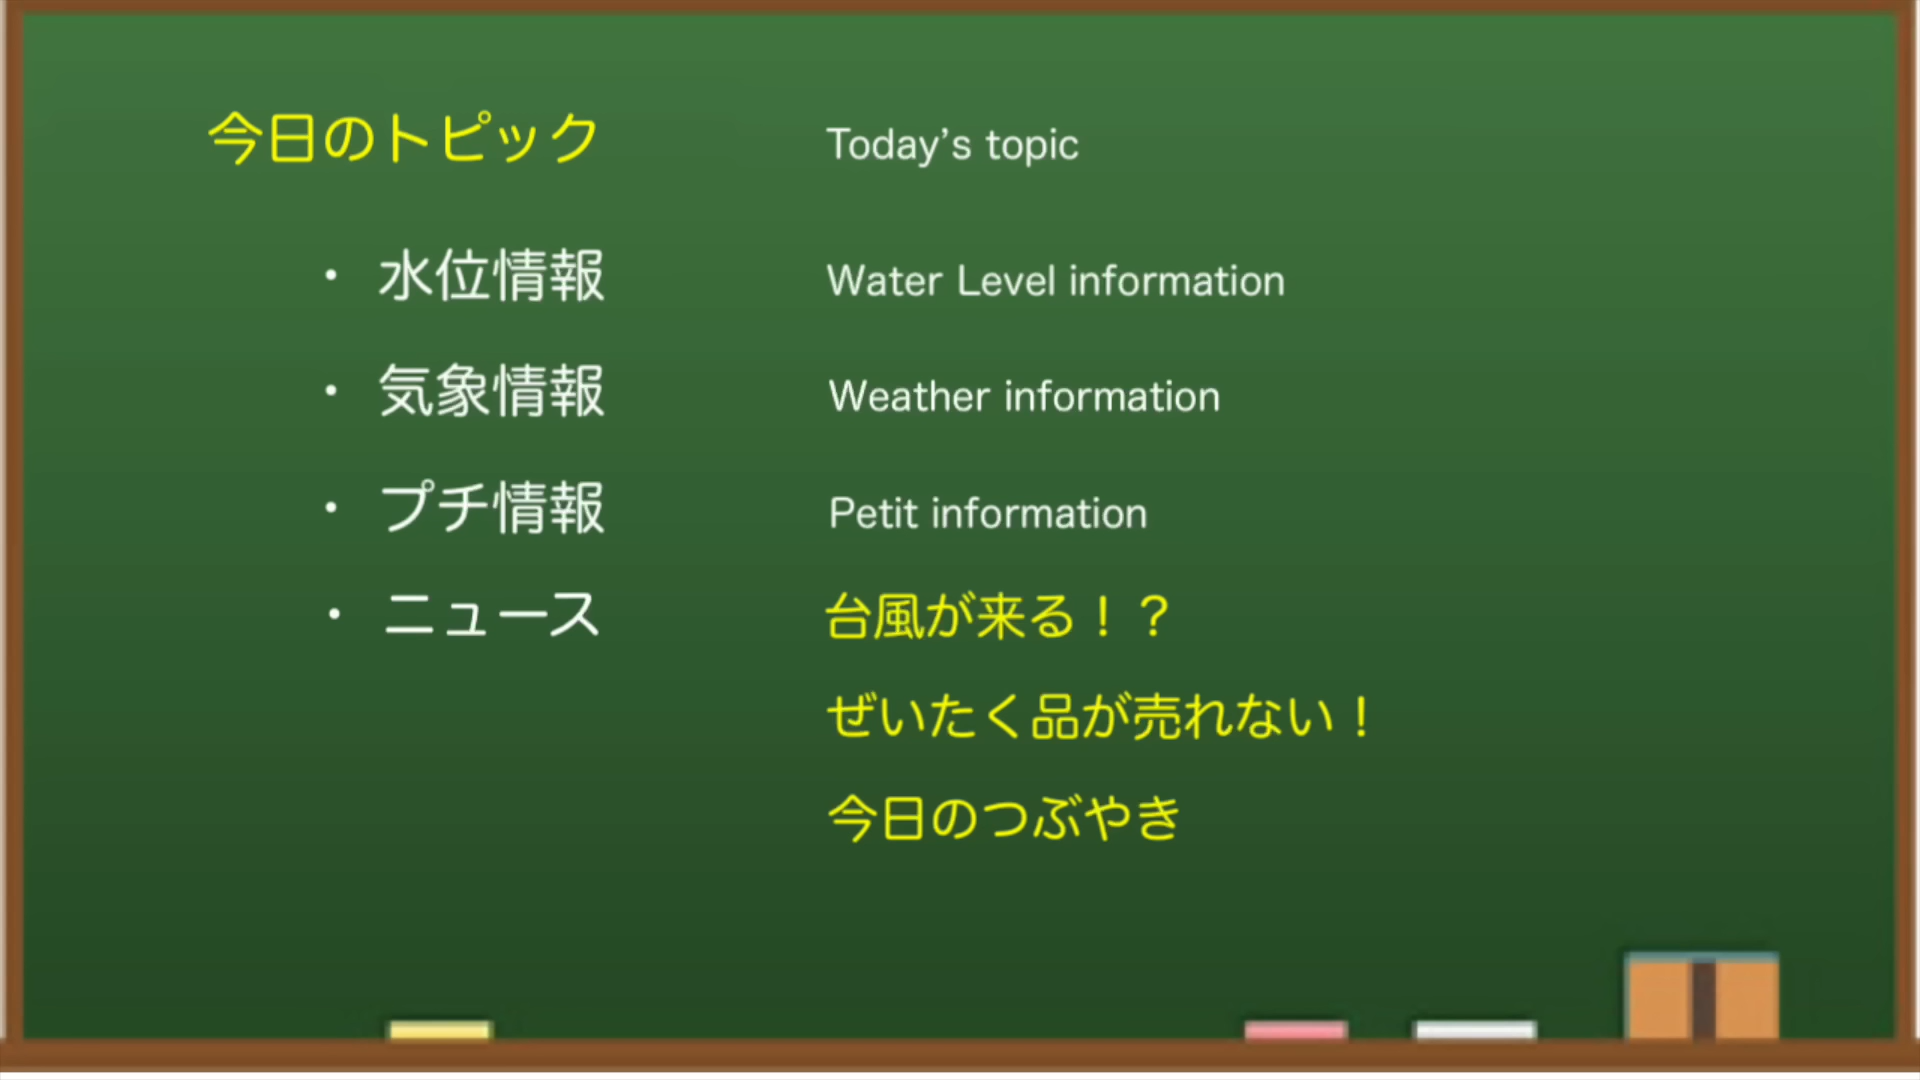 今日のトピック Today's topic
・ 水位情報 Water Level information
・ 気象情報 Weather information
・ プチ情報 Petit information
・ ニュース 台風が来る！？
ぜいたく品が売れない！
今日のつぶやき